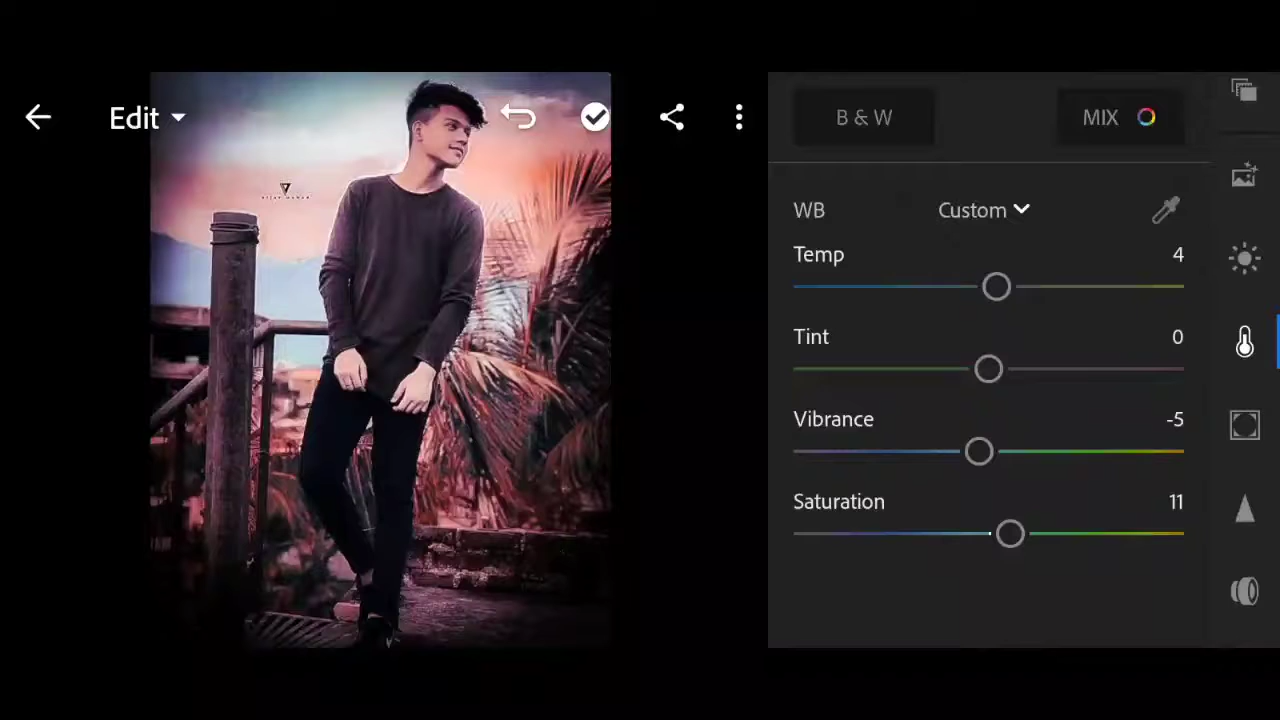 Edit
B & W
MIX
WB
Custom
Temp
4
Tint
0
Vibrance
-5
Saturation
11